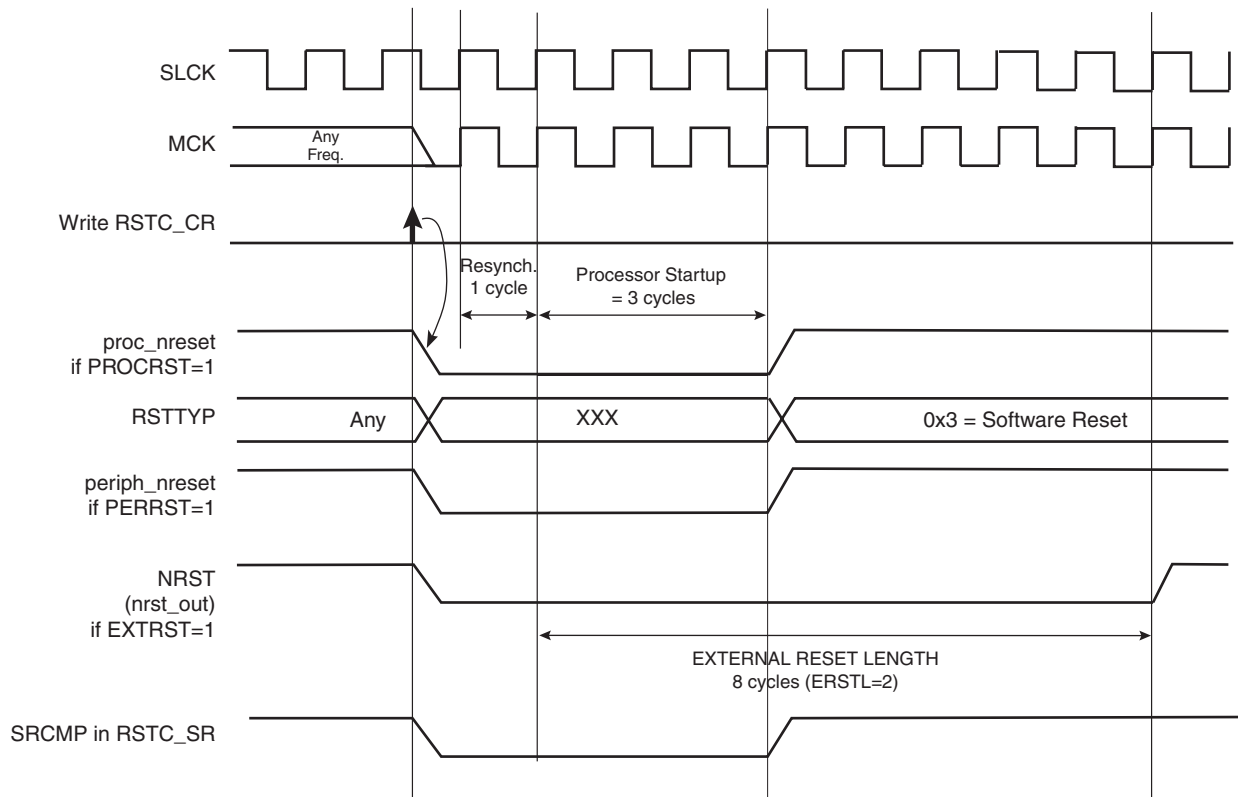 SLCK
MCK
Any
Freq.
Write RSTC_CR
Resynch.
1 cycle
Processor Startup
= 3 cycles
proc_nreset
if PROCRST=1
RSTTYP
Any
XXX
0x3 = Software Reset
periph_nreset
if PERRST=1
NRST
(nrst_out)
if EXTRST=1
EXTERNAL RESET LENGTH
8 cycles (ERSTL=2)
SRCMP in RSTC_SR